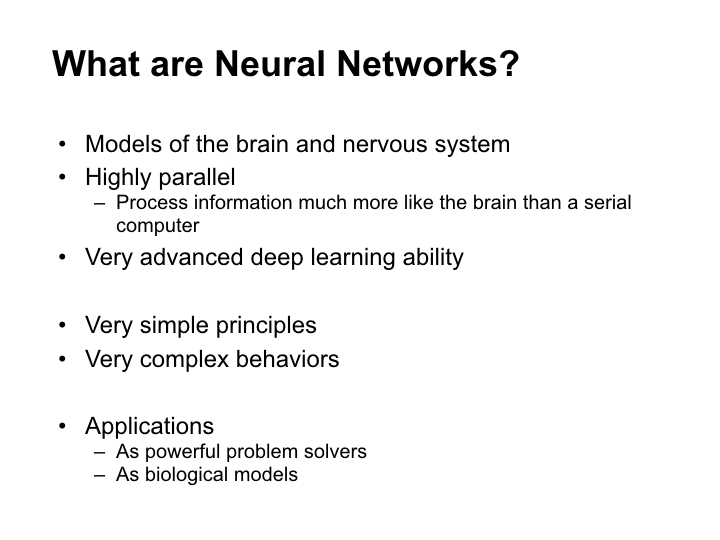 What are Neural Networks?
• Models of the brain and nervous system
• Highly parallel
– Process information much more like the brain than a serial
computer
• Very advanced deep learning ability
• Very simple principles
• Very complex behaviors
• Applications
– As powerful problem solvers
– As biological models